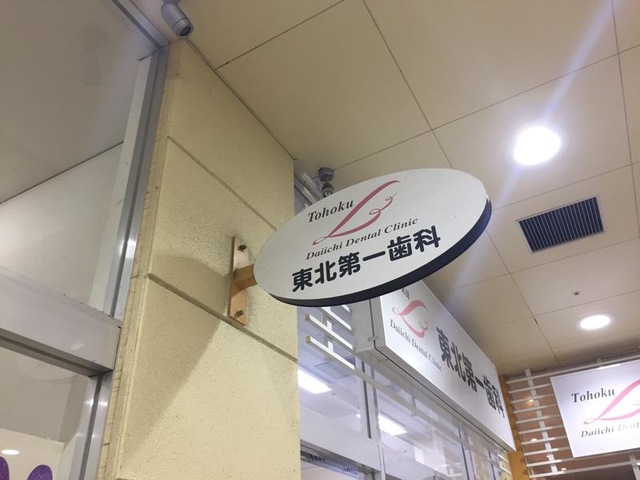 Tohoku
Daiichi Dental Clinic
東北第一歯科
Daiichi Dental Clinic
東北第一歯科
Tohoku
Daiichi Dental Clinic